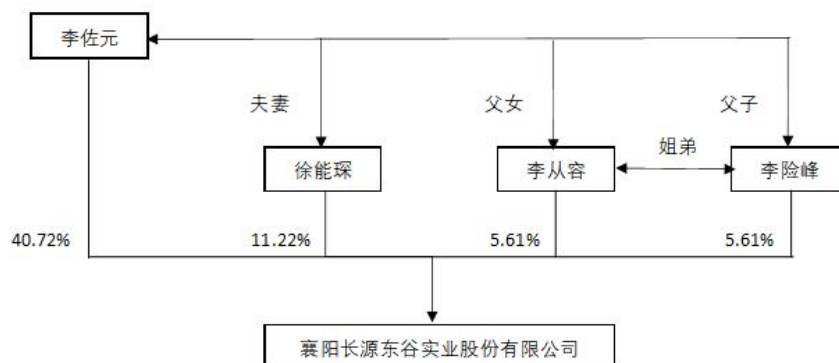 李佐元
夫妻
父女
父子
姐弟
徐能琛
李从容
李险峰
40.72%
11.22%
5.61%
5.61%
襄阳长源东谷实业股份有限公司